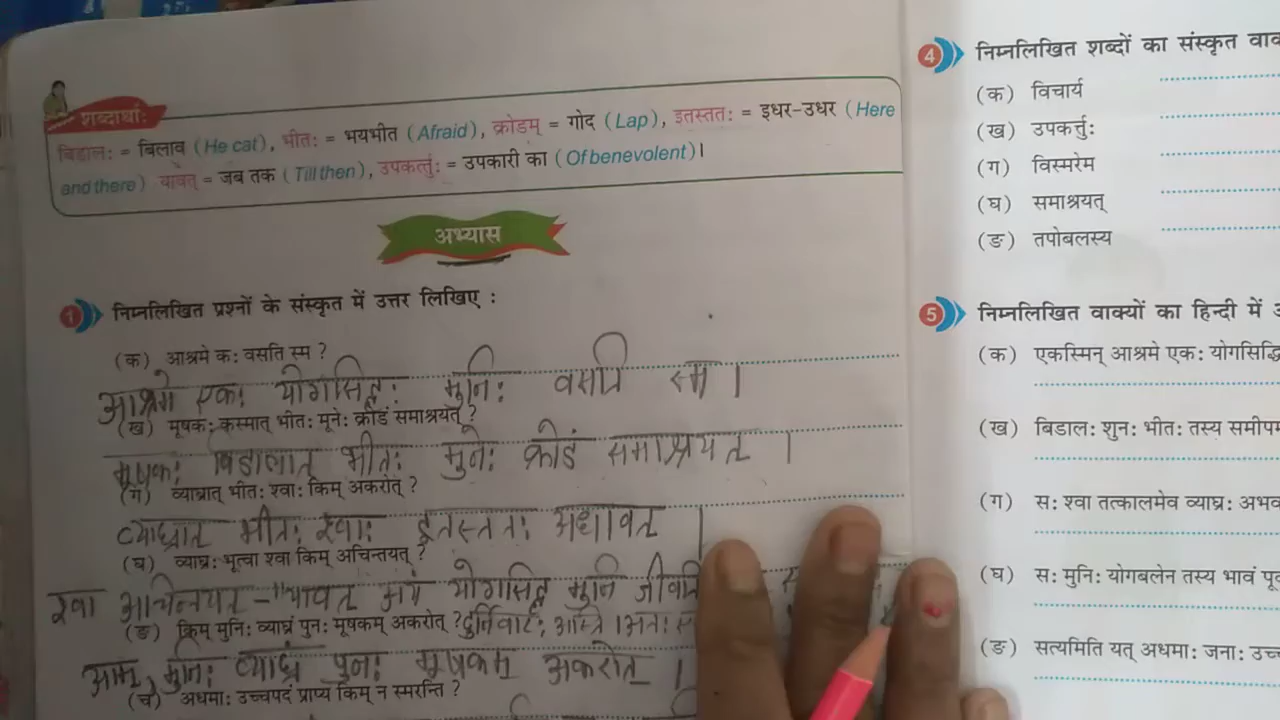 शब्दार्थाः
बिडालः = बिलाव (He cat), भीतः = भयभीत (Afraid), क्रोडम् = गोद (Lap), इतस्ततः = इधर-उधर (Here
and there) यावत् = जब तक (Till then), उपकर्त्तुः = उपकारी का (Of benevolent)।
अभ्यास
1 निम्नलिखित प्रश्नों के संस्कृत में उत्तर लिखिए :
(क) आश्रमे कः वसति स्म ?
आश्रमे एकः योगसिद्धः मुनिः वसति स्म ।
(ख) मूषकः कस्मात् भीतः मूनेः क्रोडं समाश्रयत् ?
मूषकः बिडालात् भीतः मुनेः क्रोडं समाश्रयत् ।
(ग) व्याघ्रात् भीतः श्वाः किम् अकरोत् ?
व्याघ्रात् भीतः श्वाः इतस्ततः अधावत् ।
(घ) व्याघ्रः भूत्वा श्वा किम् अचिन्तयत् ?
श्वा अचिन्तयत् - यावत् अयं योगसिद्ध मुनि जीवति
(ङ) किम् मुनिः व्याघ्रं पुनः मूषकम् अकरोत् ? अस्ति । अतः
आम् मुनिः व्याघ्रं पुनः मूषकम् अकरोत् ।
(च) अधमाः उच्चपदं प्राप्य किम् न स्मरन्ति ?
4 निम्नलिखित शब्दों का संस्कृत
(क) विचार्य
(ख) उपकर्त्तुः
(ग) विस्मरेम
(घ) समाश्रयत्
(ङ) तपोबलस्य
5 निम्नलिखित वाक्यों का हिन्दी में
(क) एकस्मिन् आश्रमे एकः योगसिद्धि
(ख) बिडालः शुनः भीतः तस्य समीपम
(ग) सः श्वा तत्कालमेव व्याघ्रः अभव
(घ) सः मुनिः योगबलेन तस्य भावं
(ङ) सत्यमिति यत् अधमाः जनाः